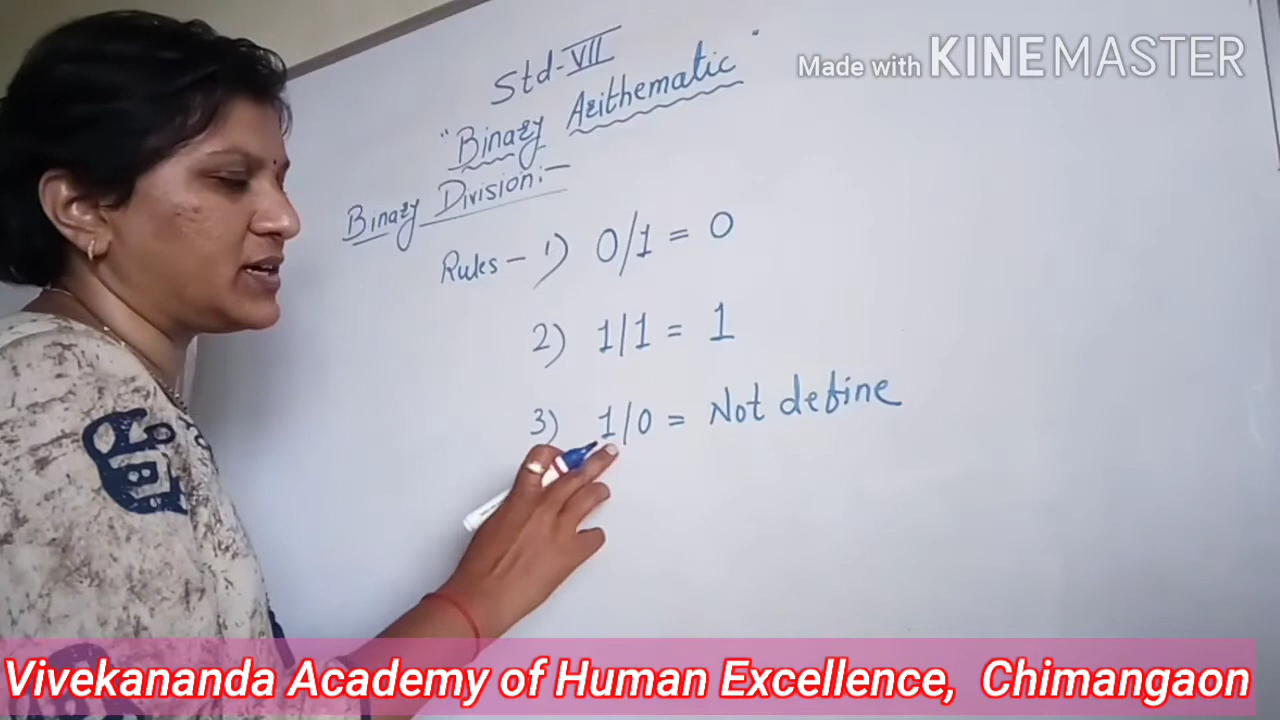 Made with KINEMASTER
Std-VII
"Binary Arithematic"
Binary Division:-
Rules - 1) 0/1 = 0
2) 1/1 = 1
3) 1/0 = Not define
Vivekananda Academy of Human Excellence, Chimangaon